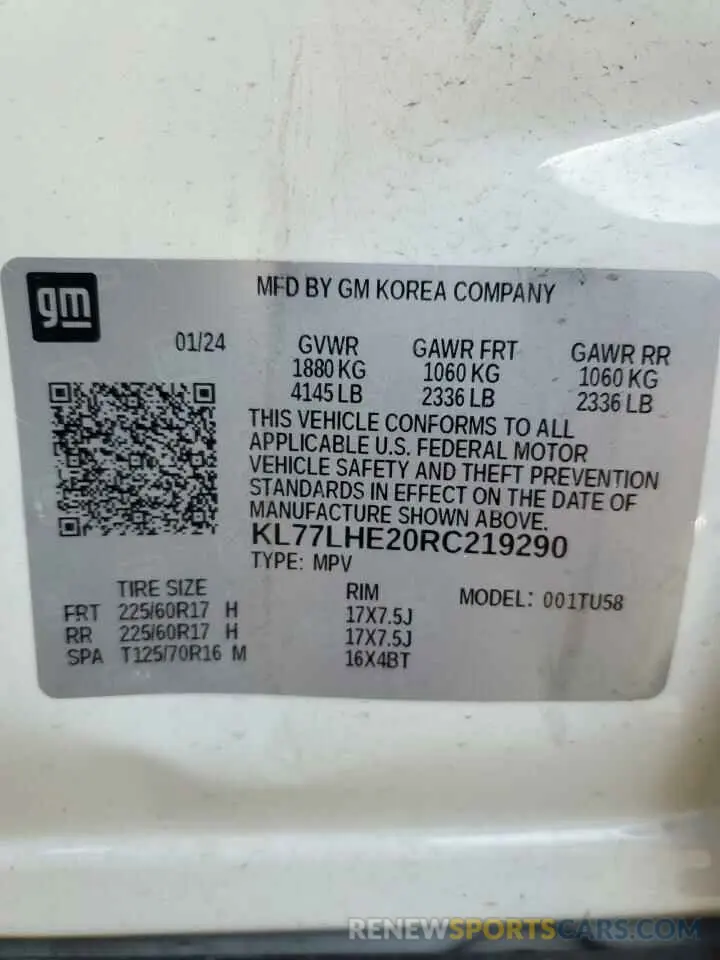 gm
MFD BY GM KOREA COMPANY
01/24 GVWR GAWR FRT GAWR RR
1880 KG 1060 KG 1060 KG
4145 LB 2336 LB 2336 LB
THIS VEHICLE CONFORMS TO ALL
APPLICABLE U.S. FEDERAL MOTOR
VEHICLE SAFETY AND THEFT PREVENTION
STANDARDS IN EFFECT ON THE DATE OF
MANUFACTURE SHOWN ABOVE.
KL77LHE20RC219290
TYPE: MPV
TIRE SIZE RIM MODEL: 001TU58
FRT 225/60R17 H 17X7.5J
RR 225/60R17 H 17X7.5J
SPA T125/70R16 M 16X4BT
RENEWSPORTSCARS.COM